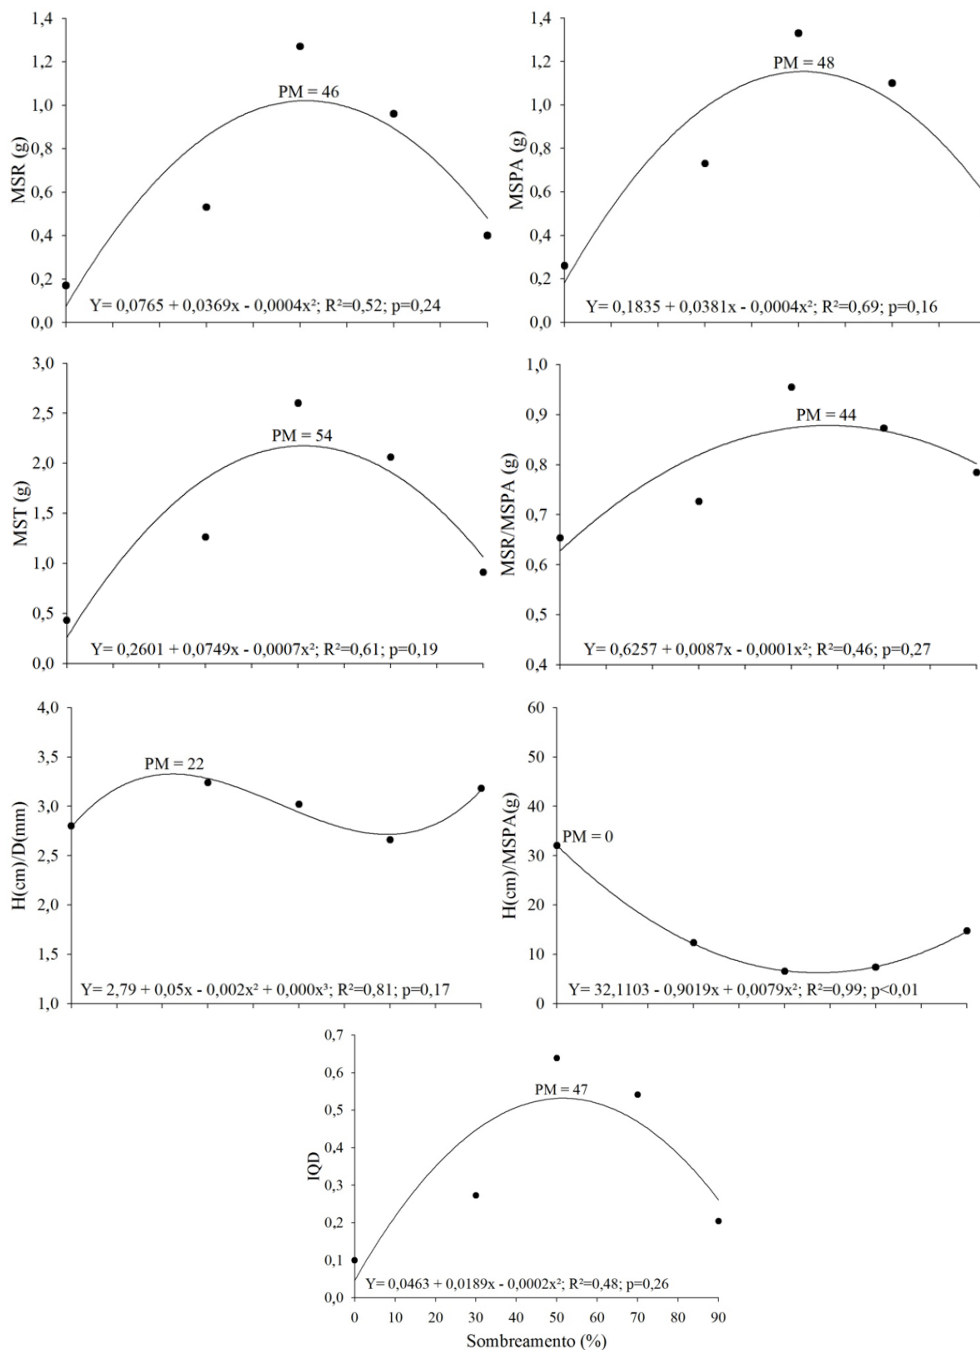 1,4
1,2
1,0
0,8
0,6
0,4
0,2
0,0
MSR (g)
PM = 46
Y= 0,0765 + 0,0369x - 0,0004x²; R²=0,52; p=0,24
1,4
1,2
1,0
0,8
0,6
0,4
0,2
0,0
MSPA (g)
PM = 48
Y= 0,1835 + 0,0381x - 0,0004x²; R²=0,69; p=0,16
3,0
2,5
2,0
1,5
1,0
0,5
0,0
MST (g)
PM = 54
Y= 0,2601 + 0,0749x - 0,0007x²; R²=0,61; p=0,19
1,0
0,9
0,8
0,7
0,6
0,5
0,4
MSR/MSPA (g)
PM = 44
Y= 0,6257 + 0,0087x - 0,0001x²; R²=0,46; p=0,27
4,0
3,5
3,0
2,5
2,0
1,5
1,0
H(cm)/D(mm)
PM = 22
Y= 2,79 + 0,05x - 0,002x² + 0,000x³; R²=0,81; p=0,17
60
50
40
30
20
10
0
H(cm)/MSPA(g)
PM = 0
Y= 32,1103 - 0,9019x + 0,0079x²; R²=0,99; p<0,01
0,7
0,6
0,5
0,4
0,3
0,2
0,1
0,0
IQD
PM = 47
Y= 0,0463 + 0,0189x - 0,0002x²; R²=0,48; p=0,26
0 10 20 30 40 50 60 70 80 90
Sombreamento (%)